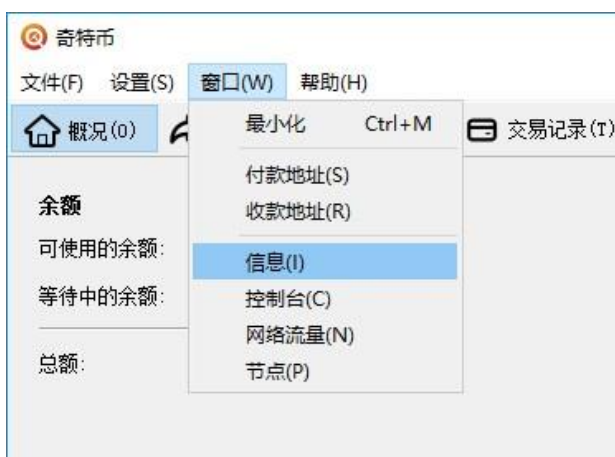 奇特币
文件(F) 设置(S) 窗口(W) 帮助(H)
概况(O) 交易记录(T)
最小化 Ctrl+M
付款地址(S)
收款地址(R)
信息(I)
控制台(C)
网络流量(N)
节点(P)
余额
可使用的余额:
等待中的余额:
总额: